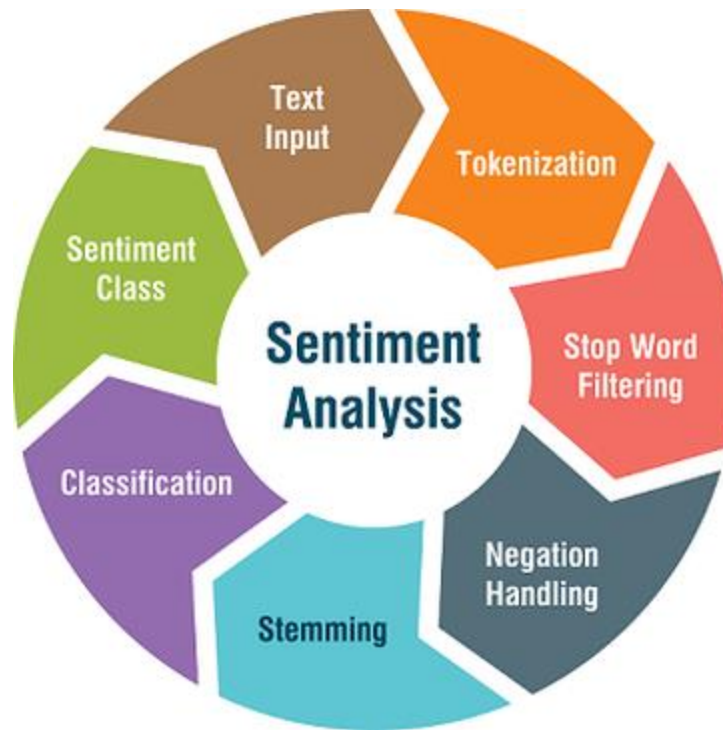 Text
Input
Tokenization
Stop Word
Filtering
Negation
Handling
Stemming
Classification
Sentiment
Class
Sentiment
Analysis